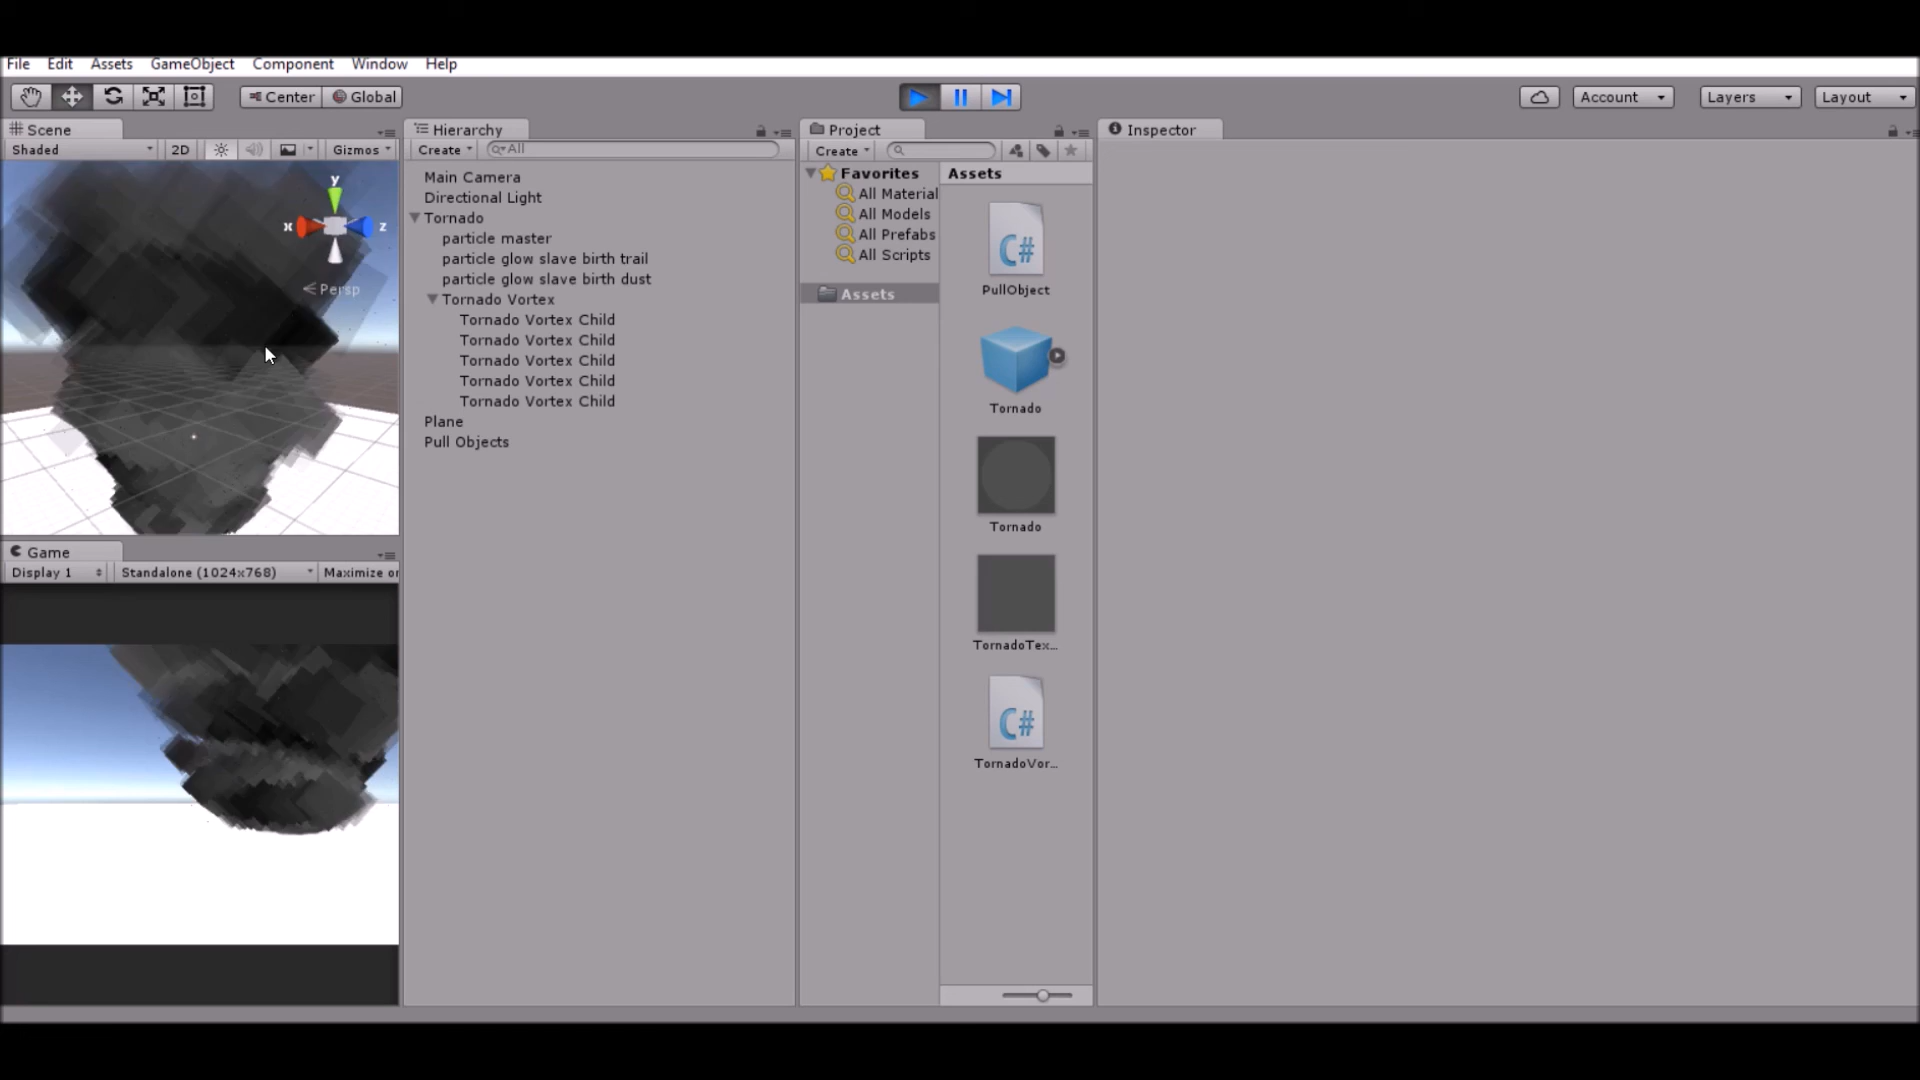 File Edit Assets GameObject Component Window Help
Center Global
Account Layers Layout
Scene
Shaded 2D Gizmos
y
x z
Persp
Game
Display 1 Standalone (1024x768) Maximize or
Hierarchy
Create All
Main Camera
Directional Light
Tornado
particle master
particle glow slave birth trail
particle glow slave birth dust
Tornado Vortex
Tornado Vortex Child
Tornado Vortex Child
Tornado Vortex Child
Tornado Vortex Child
Tornado Vortex Child
Plane
Pull Objects
Project
Create
Favorites
All Material
All Models
All Prefabs
All Scripts
Assets
Assets
C#
PullObject
Tornado
Tornado
TornadoTex...
C#
TornadoVor...
Inspector